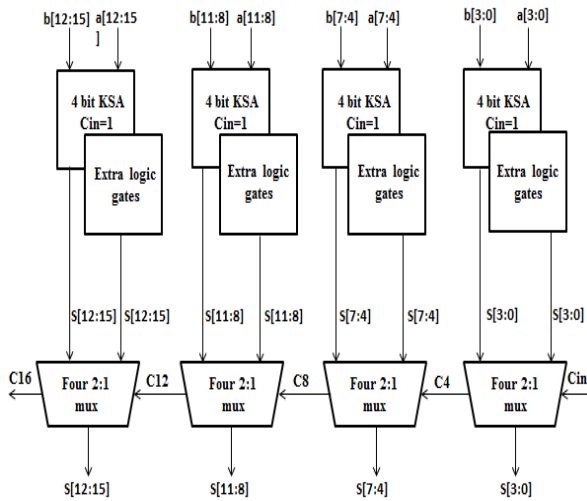 b[12:15] a[12:15
]
b[11:8] a[11:8]
b[7:4] a[7:4]
b[3:0] a[3:0]
4 bit KSA
Cin=1
4 bit KSA
Cin=1
4 bit KSA
Cin=1
4 bit KSA
Cin=1
Extra logic
gates
Extra logic
gates
Extra logic
gates
Extra logic
gates
S[12:15] S[12:15] S[11:8] S[11:8] S[7:4] S[7:4] S[3:0] S[3:0]
C16 C12 C8 C4 Cin
Four 2:1
mux
Four 2:1
mux
Four 2:1
mux
Four 2:1
mux
S[12:15] S[11:8] S[7:4] S[3:0]